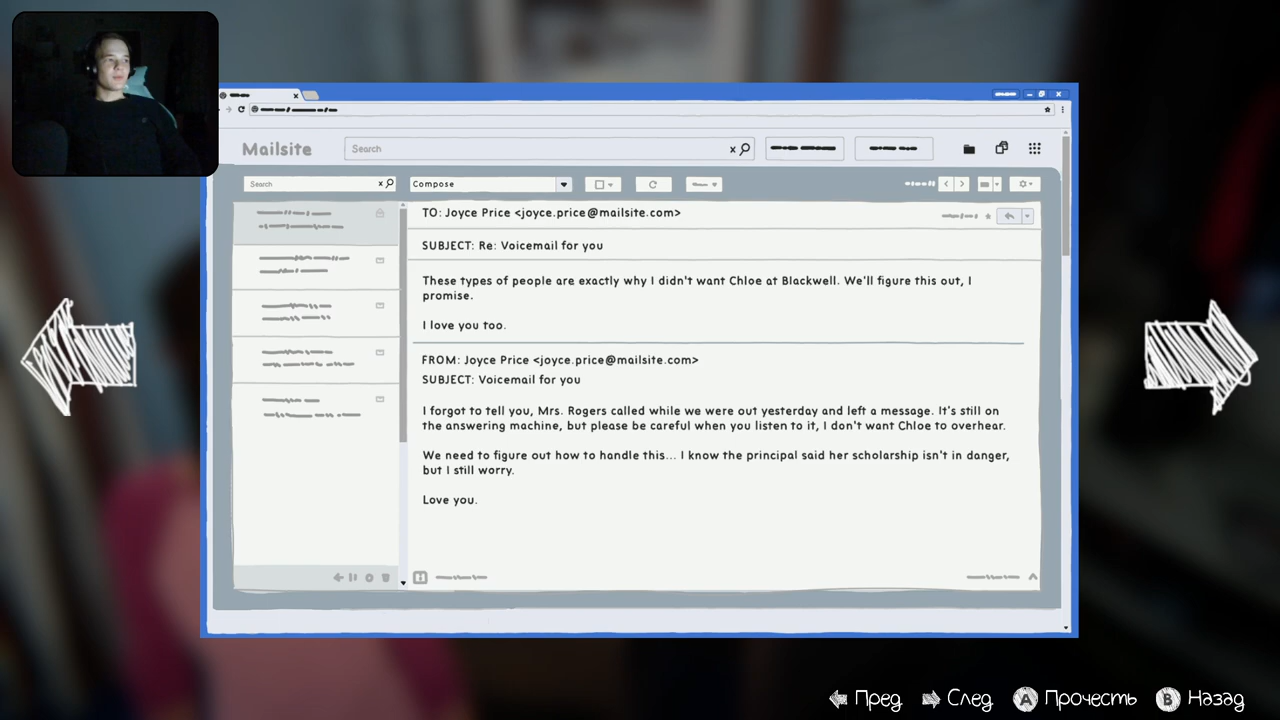 Mailsite
Search
x
Search
x
Compose
TO: Joyce Price <joyce.price@mailsite.com>
SUBJECT: Re: Voicemail for you
These types of people are exactly why I didn't want Chloe at Blackwell. We'll figure this out, I
promise.
I love you too.
FROM: Joyce Price <joyce.price@mailsite.com>
SUBJECT: Voicemail for you
I forgot to tell you, Mrs. Rogers called while we were out yesterday and left a message. It's still on
the answering machine, but please be careful when you listen to it, I don't want Chloe to overhear.
We need to figure out how to handle this... I know the principal said her scholarship isn't in danger,
but I still worry.
Love you.
Пред. След. A Прочесть B Назад